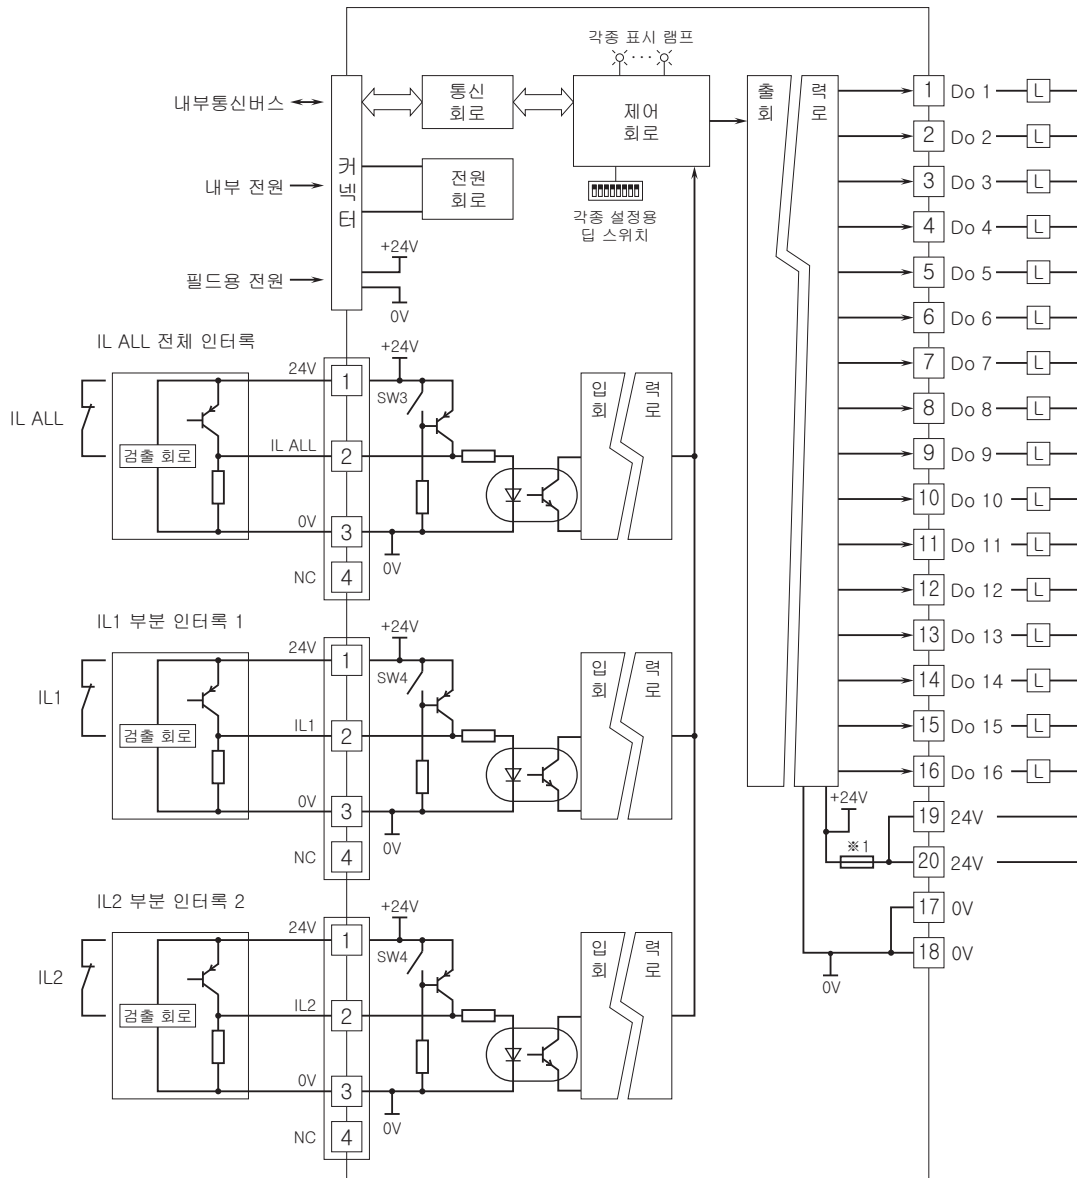 각종 표시 램프
내부통신버스
통신
회로
제어
회로
내부 전원
커
넥
터
전원
회로
각종 설정용
딥 스위치
필드용 전원
+24V
0V
출 력
회 로
1 Do 1 L
2 Do 2 L
3 Do 3 L
4 Do 4 L
5 Do 5 L
6 Do 6 L
7 Do 7 L
8 Do 8 L
9 Do 9 L
10 Do 10 L
11 Do 11 L
12 Do 12 L
13 Do 13 L
14 Do 14 L
15 Do 15 L
16 Do 16 L
+24V
19 24V
※1
20 24V
17 0V
18 0V
0V
IL ALL 전체 인터록
24V 1
+24V
SW3
입 력
회 로
IL ALL
검출 회로
IL ALL 2
0V 3
0V
NC 4
IL1 부분 인터록 1
24V 1
+24V
SW4
입 력
회 로
IL1
검출 회로
IL1 2
0V 3
0V
NC 4
IL2 부분 인터록 2
24V 1
+24V
SW4
입 력
회 로
IL2
검출 회로
IL2 2
0V 3
0V
NC 4